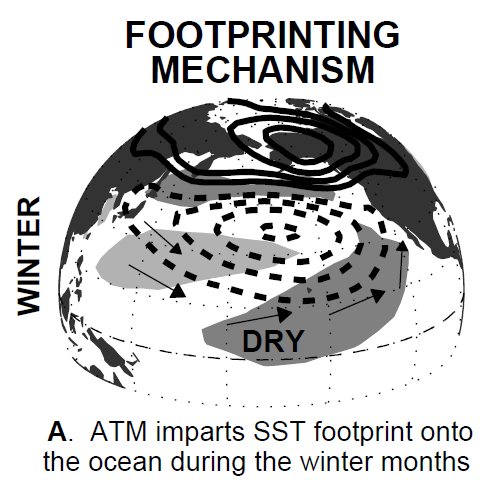 FOOTPRINTING
MECHANISM
WINTER
DRY
A. ATM imparts SST footprint onto
the ocean during the winter months